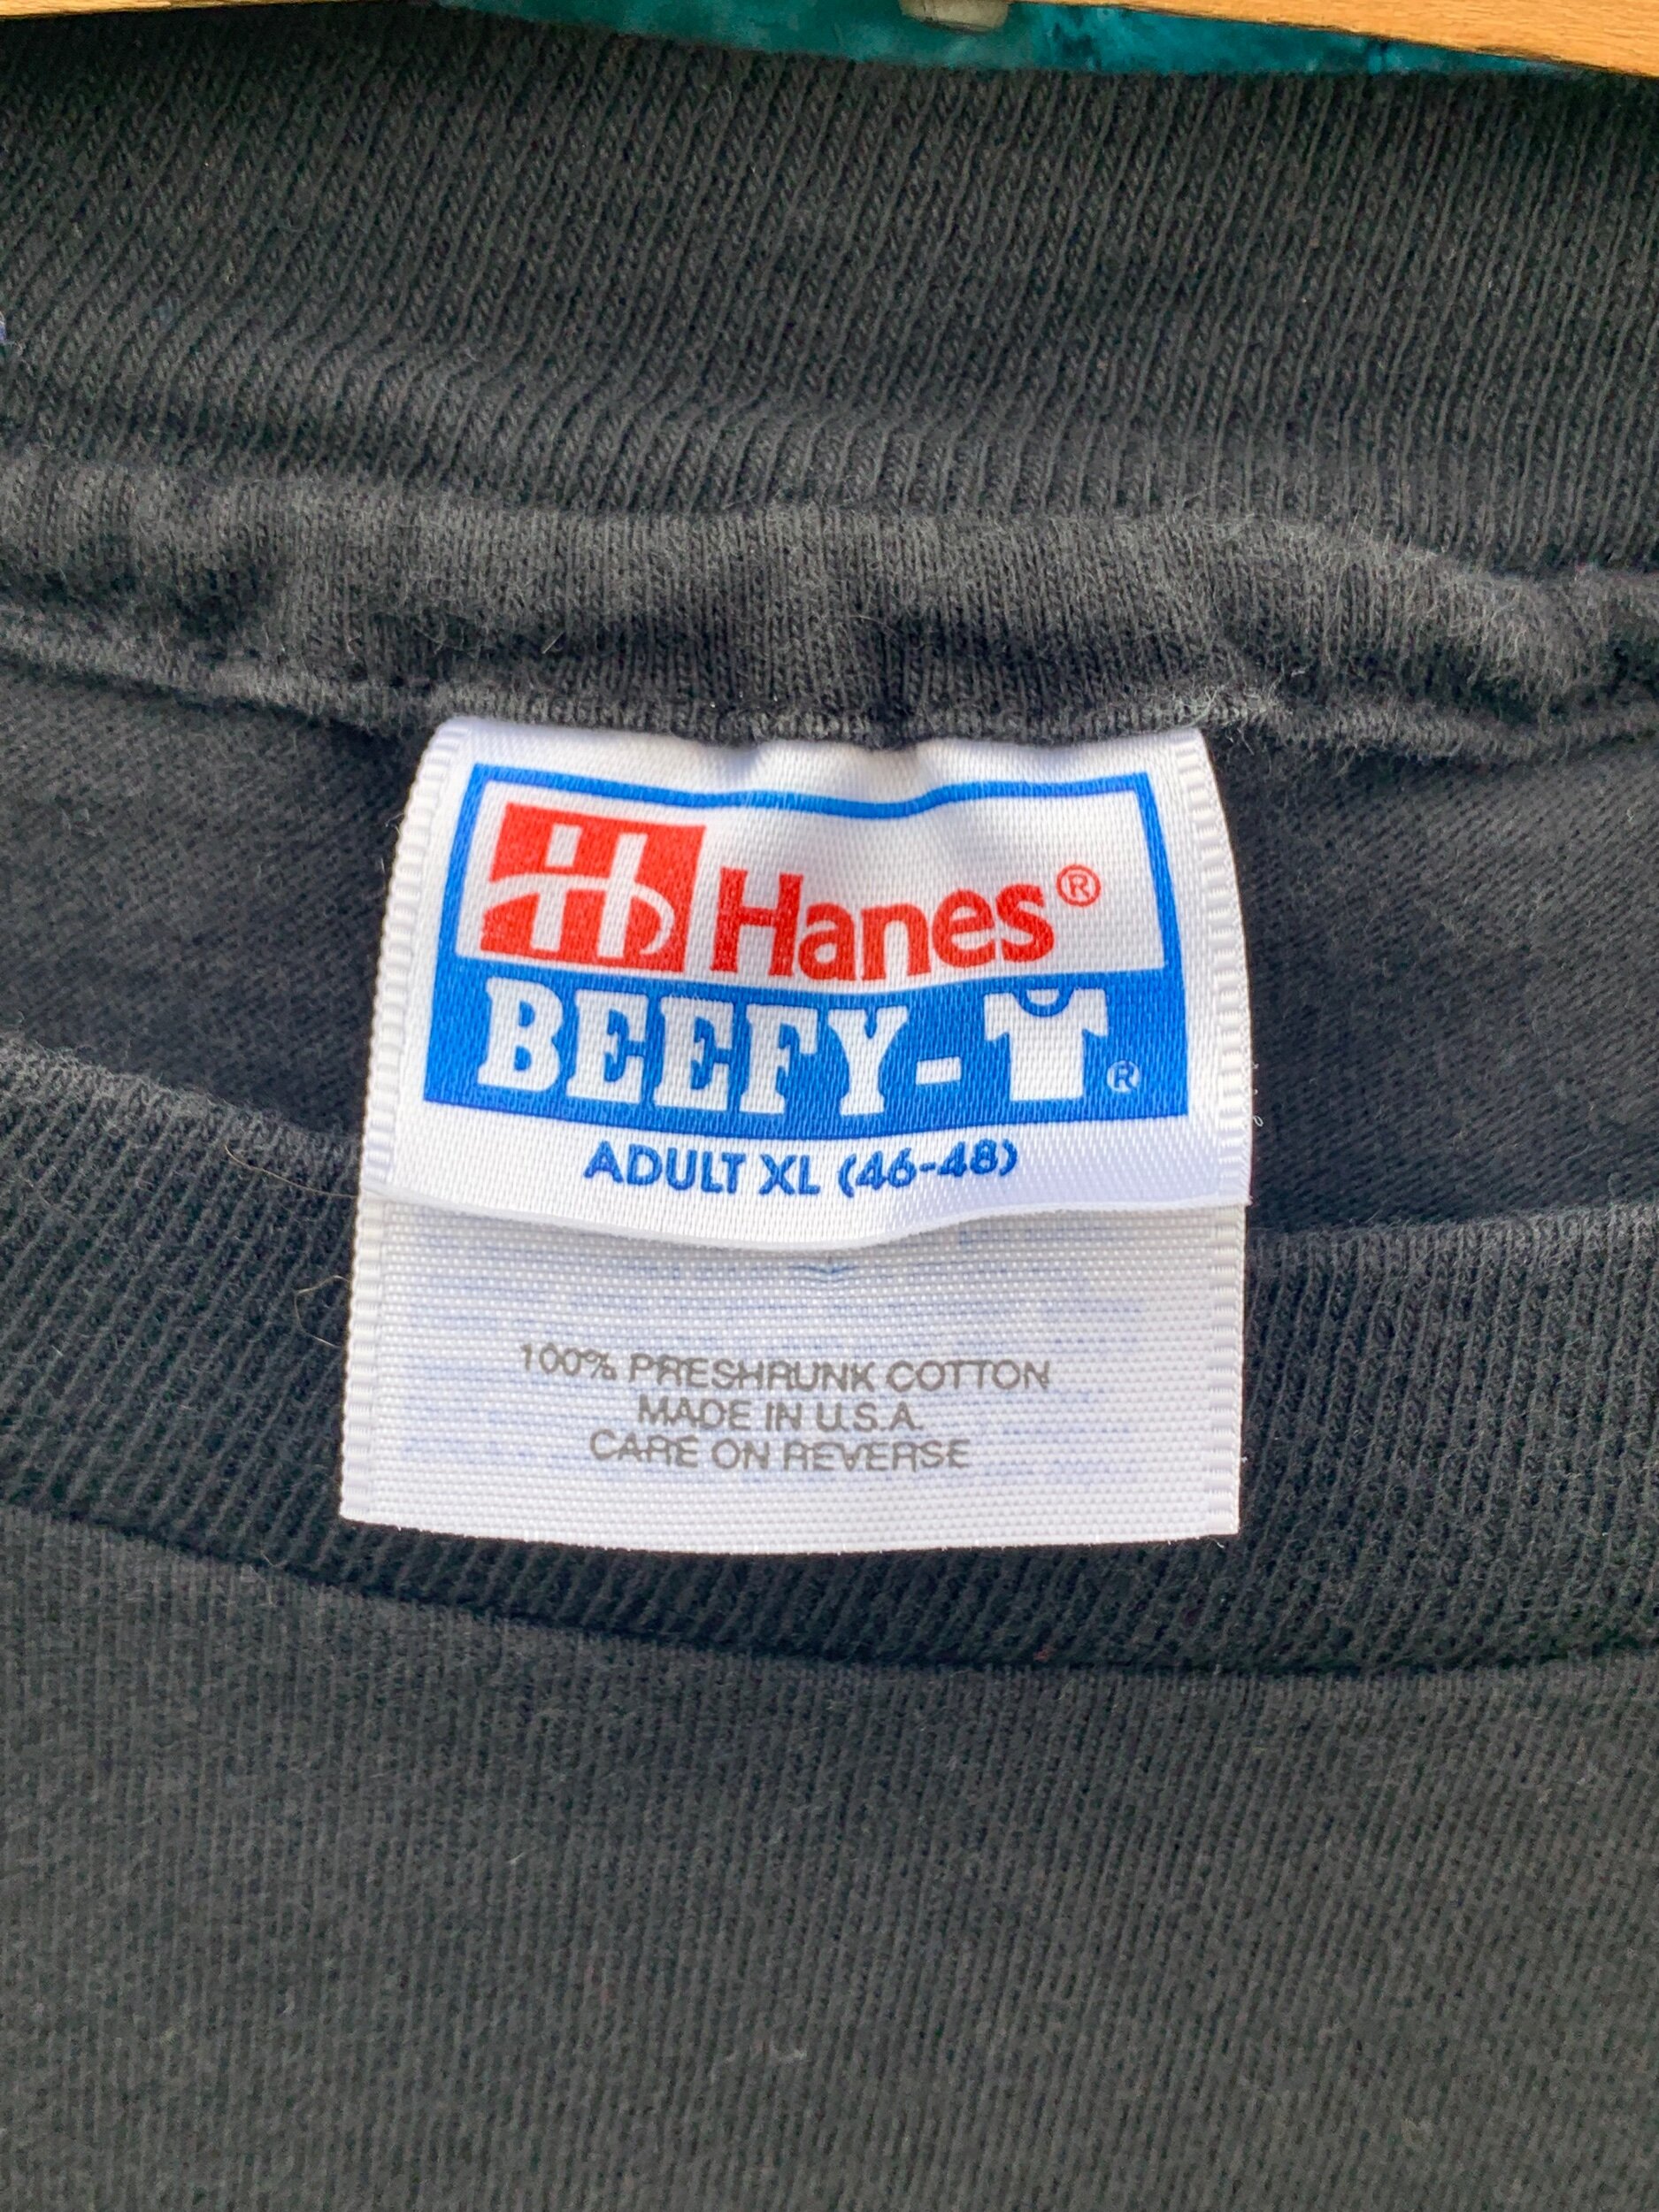 Hanes®
BEEFY-T®
ADULT XL (46-48)
100% PRESHRUNK COTTON
MADE IN U.S.A.
CARE ON REVERSE